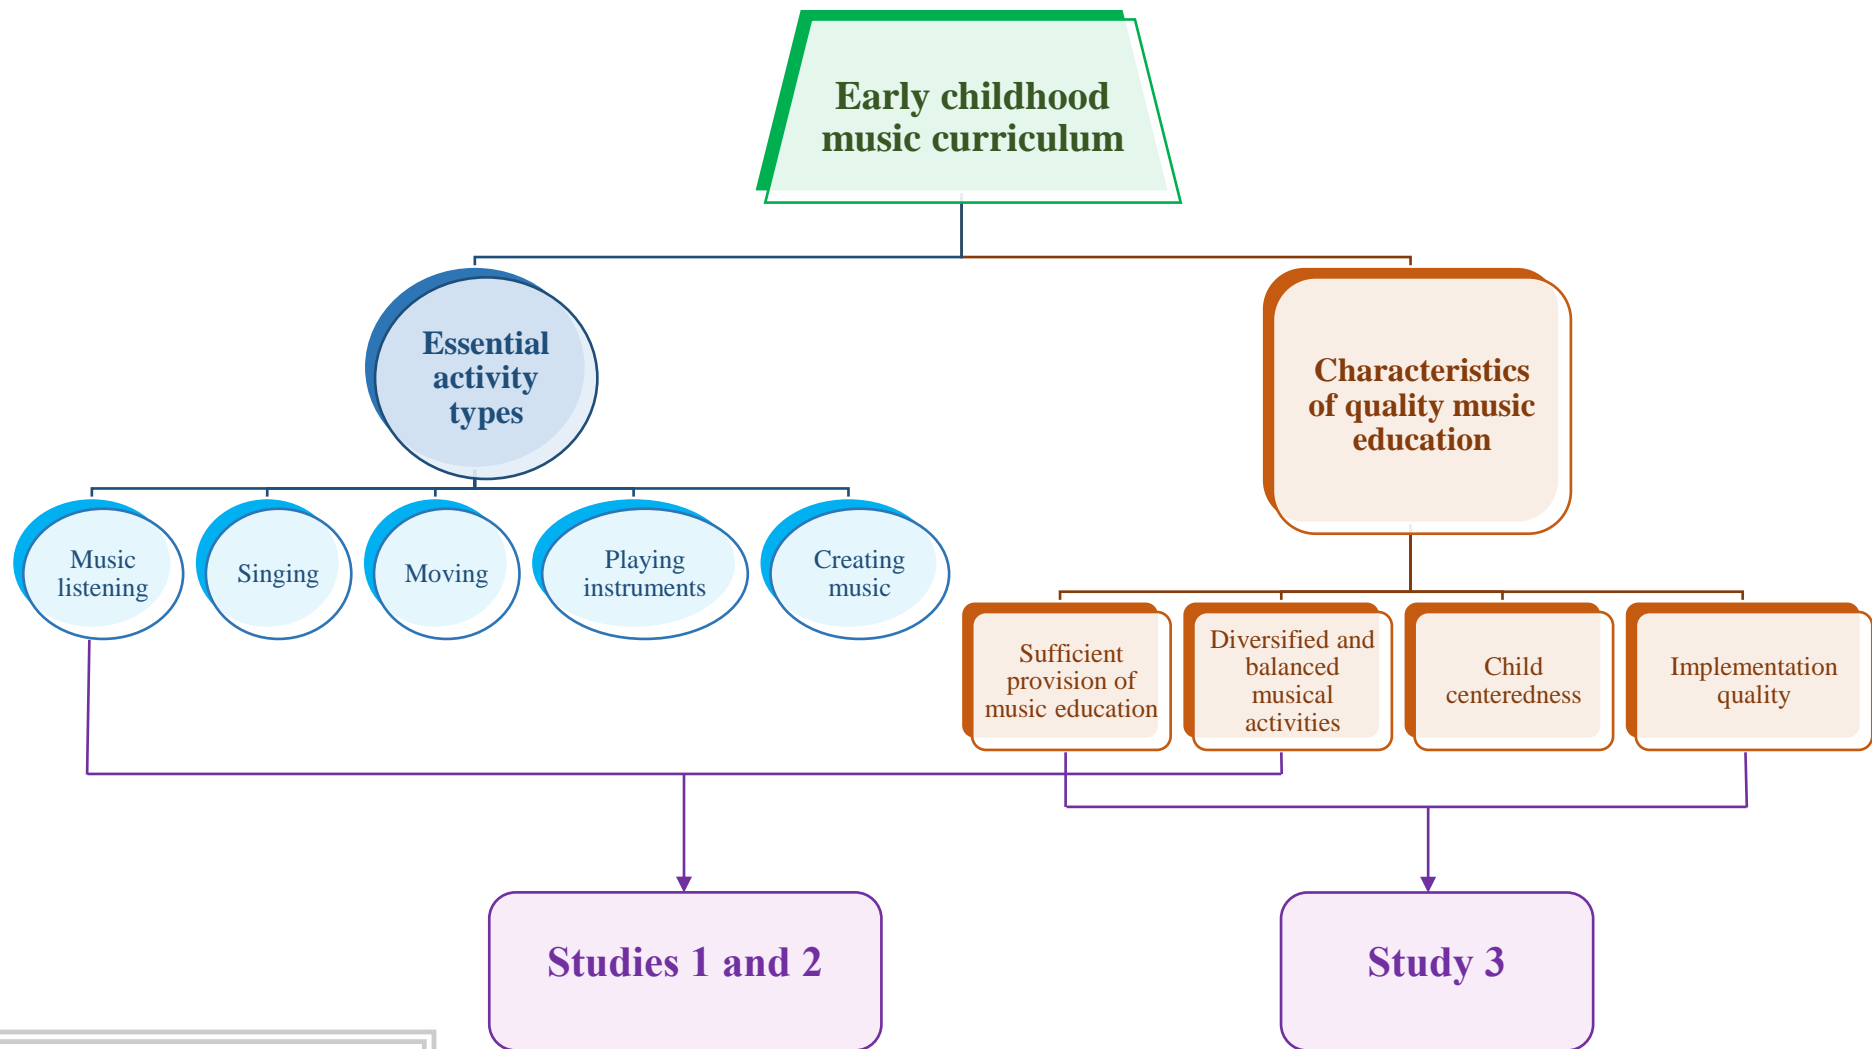 Early childhood
music curriculum
Essential
activity
types
Characteristics
of quality music
education
Music
listening
Singing
Moving
Playing
instruments
Creating
music
Sufficient
provision of
music education
Diversified and
balanced
musical
activities
Child
centeredness
Implementation
quality
Studies 1 and 2
Study 3